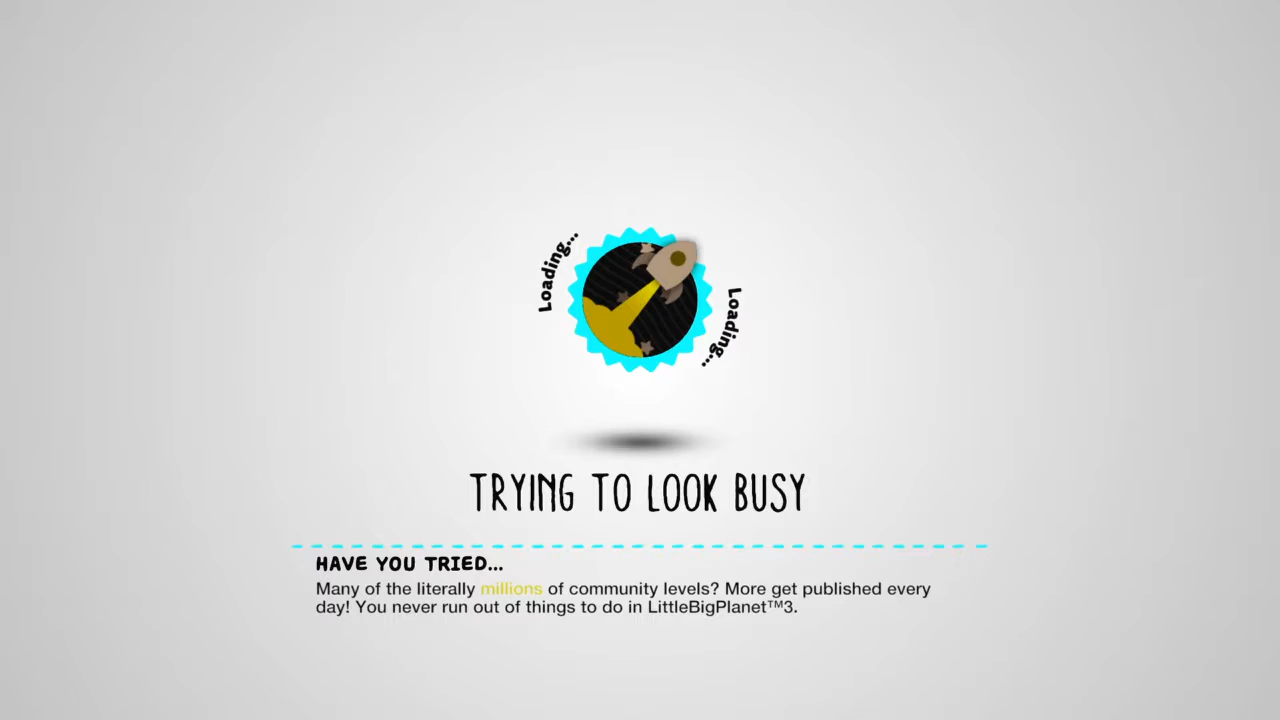 Loading...
Loading...
TRYING TO LOOK BUSY
HAVE YOU TRIED...
Many of the literally millions of community levels? More get published every
day! You never run out of things to do in LittleBigPlanet™3.